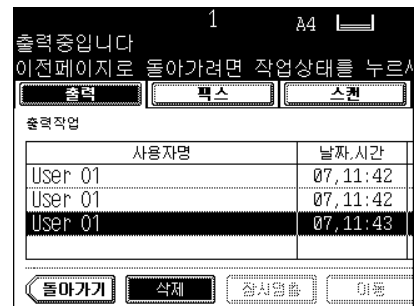 1 A4
출력중입니다
이전페이지로 돌아가려면 작업상태를 누르
출력 팩스 스캔
출력작업
사용자명 날짜,시간
User 01 07,11:42
User 01 07,11:42
User 01 07,11:43
돌아가기 삭제 잠시멈춤 이동